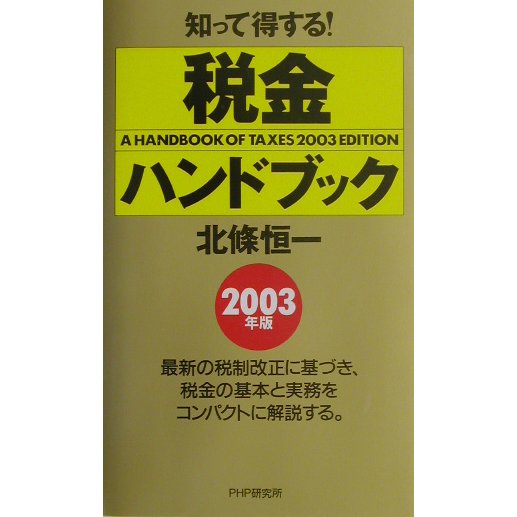 知って得する!
税金
A HANDBOOK OF TAXES 2003 EDITION
ハンドブック
北條恒一
2003
年版
最新の税制改正に基づき、
税金の基本と実務を
コンパクトに解説する。
PHP研究所